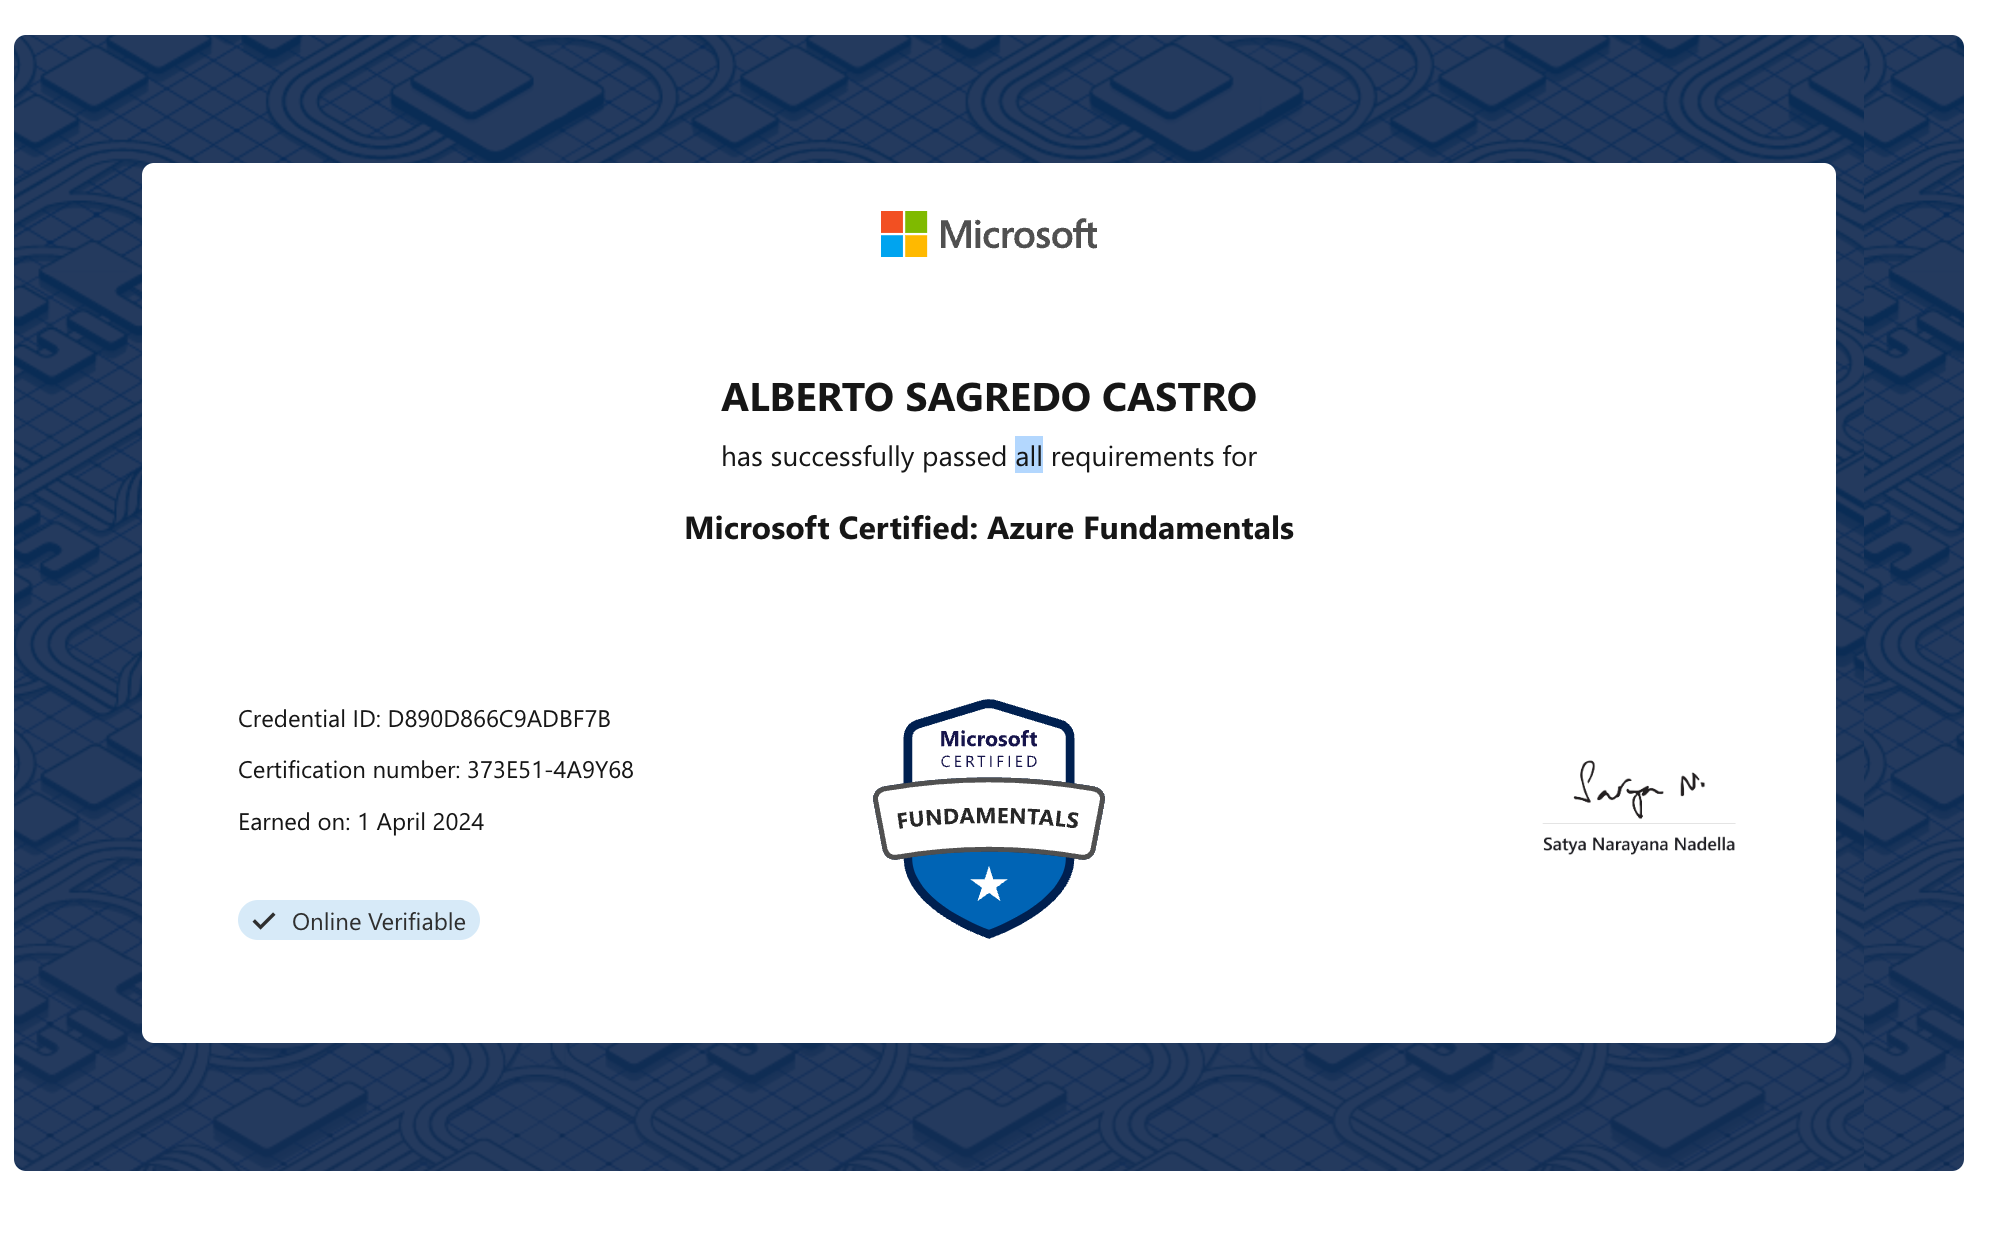 Microsoft
ALBERTO SAGREDO CASTRO
has successfully passed all requirements for
Microsoft Certified: Azure Fundamentals
Credential ID: D890D866C9ADBF7B
Certification number: 373E51-4A9Y68
Earned on: 1 April 2024
Online Verifiable
Microsoft
CERTIFIED
FUNDAMENTALS
Satya N.
Satya Narayana Nadella